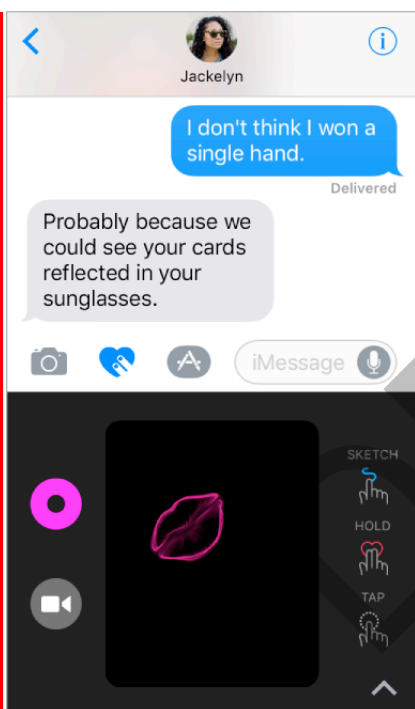 Jackelyn
I don't think I won a
single hand.
Delivered
Probably because we
could see your cards
reflected in your
sunglasses.
iMessage
SKETCH
HOLD
TAP